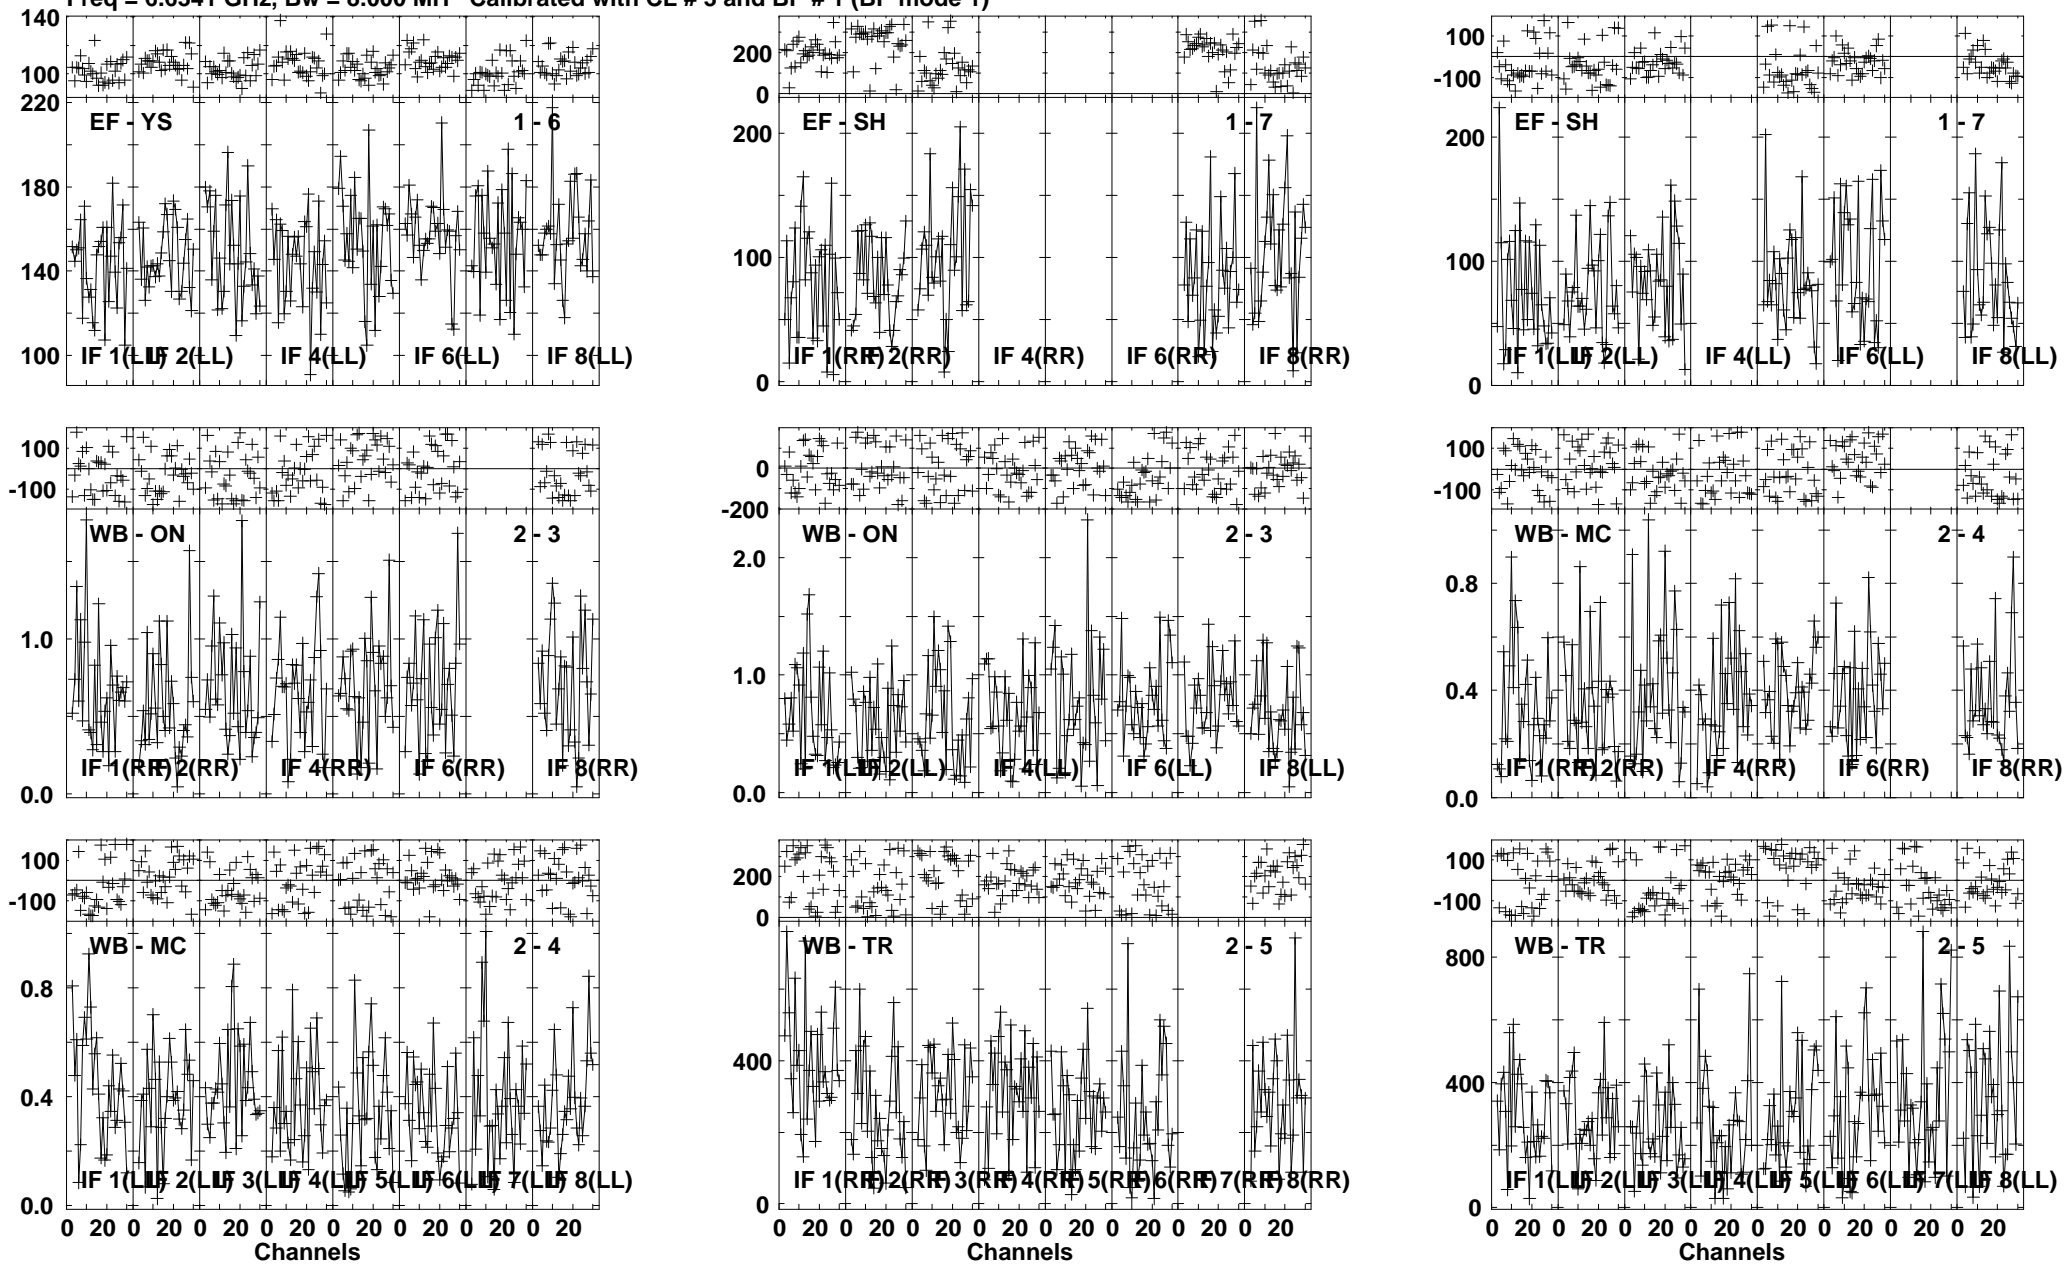 Calibrated with CL # 3 and BP # 1 (BP mode 1)
140
100
220
180
140
100
EF - YS
1 - 6
IF 1(LL)
IF 2(LL)
IF 4(LL)
IF 6(LL)
IF 8(LL)
200
0
200
100
0
EF - SH
1 - 7
IF 1(RR)
IF 2(RR)
IF 4(RR)
IF 6(RR)
IF 8(RR)
100
-100
200
100
0
EF - SH
1 - 7
IF 1(LL)
IF 2(LL)
IF 4(LL)
IF 6(LL)
IF 8(LL)
100
-100
1.0
0.0
WB - ON
2 - 3
IF 1(RR)
IF 2(RR)
IF 4(RR)
IF 6(RR)
IF 8(RR)
0
-200
2.0
1.0
0.0
WB - ON
2 - 3
IF 1(LL)
IF 2(LL)
IF 4(LL)
IF 6(LL)
IF 8(LL)
100
-100
0.8
0.4
0.0
WB - MC
2 - 4
IF 1(RR)
IF 2(RR)
IF 4(RR)
IF 6(RR)
IF 8(RR)
100
-100
0.8
0.4
0.0
WB - MC
2 - 4
IF 1(LL)
IF 2(LL)
IF 3(LL)
IF 4(LL)
IF 5(LL)
IF 6(LL)
IF 7(LL)
IF 8(LL)
0 20 0 20 0 20 0 20 0 20 0 20 0 20 0 20
Channels
200
0
400
0
WB - TR
2 - 5
IF 1(RR)
IF 2(RR)
IF 3(RR)
IF 4(RR)
IF 5(RR)
IF 6(RR)
IF 7(RR)
IF 8(RR)
0 20 0 20 0 20 0 20 0 20 0 20 0 20 0 20
Channels
100
-100
800
400
0
WB - TR
2 - 5
IF 1(LL)
IF 2(LL)
IF 3(LL)
IF 4(LL)
IF 5(LL)
IF 6(LL)
IF 7(LL)
IF 8(LL)
0 20 0 20 0 20 0 20 0 20 0 20 0 20 0 20
Channels